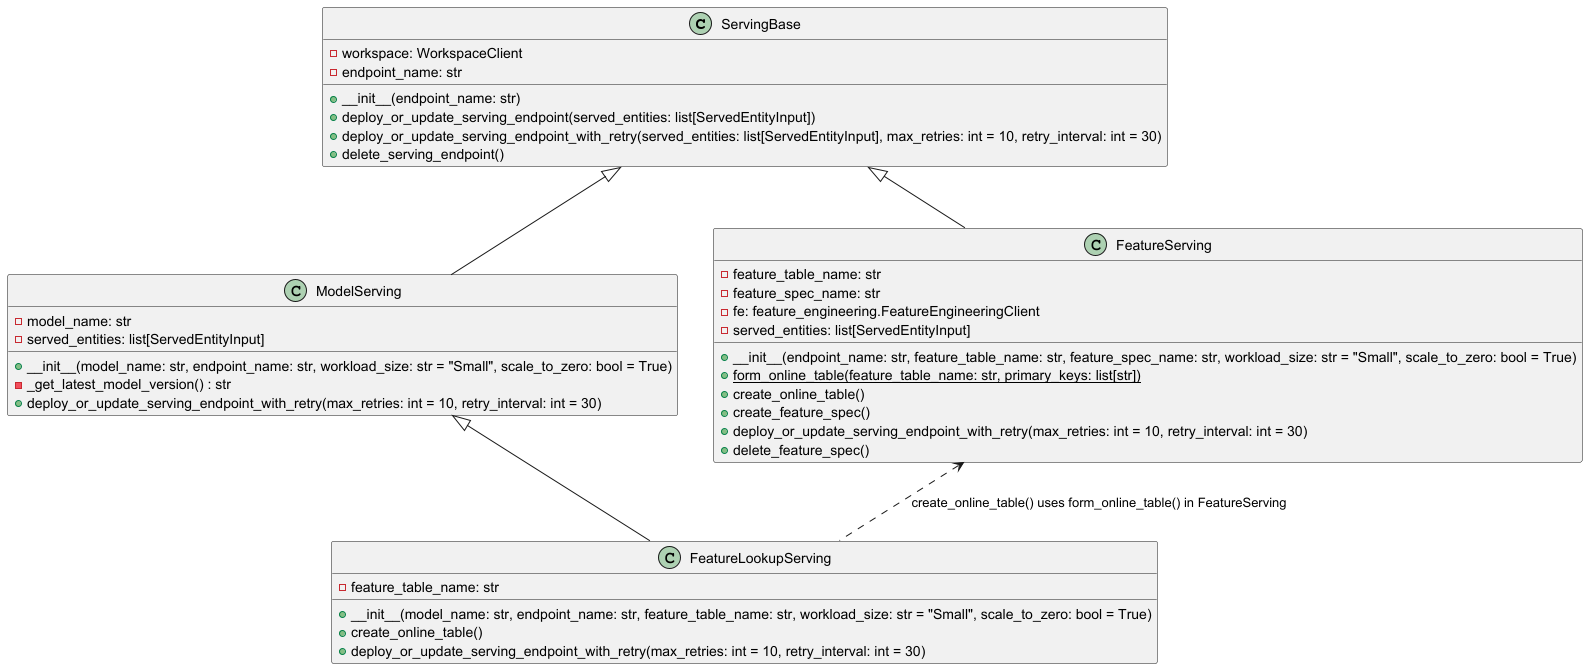 C ServingBase
workspace: WorkspaceClient
endpoint_name: str
__init__(endpoint_name: str)
deploy_or_update_serving_endpoint(served_entities: list[ServedEntityInput])
deploy_or_update_serving_endpoint_with_retry(served_entities: list[ServedEntityInput], max_retries: int = 10, retry_interval: int = 30)
delete_serving_endpoint()
C FeatureServing
feature_table_name: str
feature_spec_name: str
fe: feature_engineering.FeatureEngineeringClient
served_entities: list[ServedEntityInput]
__init__(endpoint_name: str, feature_table_name: str, feature_spec_name: str, workload_size: str = "Small", scale_to_zero: bool = True)
form_online_table(feature_table_name: str, primary_keys: list[str])
create_online_table()
create_feature_spec()
deploy_or_update_serving_endpoint_with_retry(max_retries: int = 10, retry_interval: int = 30)
delete_feature_spec()
C ModelServing
model_name: str
served_entities: list[ServedEntityInput]
__init__(model_name: str, endpoint_name: str, workload_size: str = "Small", scale_to_zero: bool = True)
_get_latest_model_version() : str
deploy_or_update_serving_endpoint_with_retry(max_retries: int = 10, retry_interval: int = 30)
create_online_table() uses form_online_table() in FeatureServing
C FeatureLookupServing
feature_table_name: str
__init__(model_name: str, endpoint_name: str, feature_table_name: str, workload_size: str = "Small", scale_to_zero: bool = True)
create_online_table()
deploy_or_update_serving_endpoint_with_retry(max_retries: int = 10, retry_interval: int = 30)